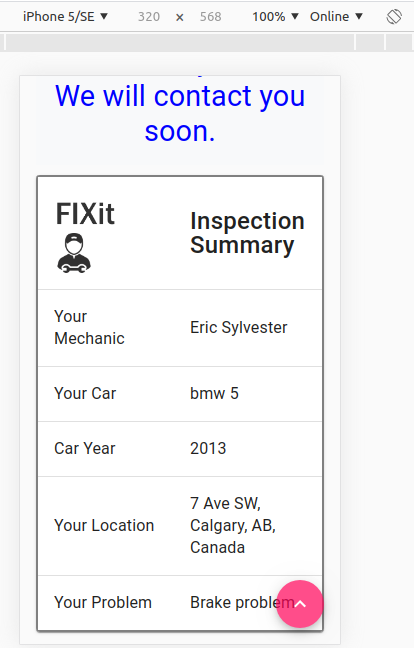 iPhone 5/SE ▼ 320 × 568 100% ▼ Online ▼
We will contact you
soon.
FIXit
Inspection
Summary
Your
Mechanic
Eric Sylvester
Your Car
bmw 5
Car Year
2013
Your Location
7 Ave SW,
Calgary, AB,
Canada
Your Problem
Brake problem